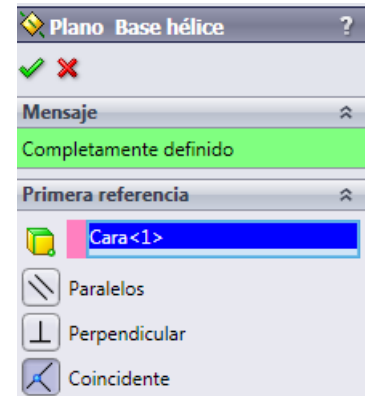 Plano Base hélice ?
Mensaje
Completamente definido
Primera referencia
Cara<1>
Paralelos
Perpendicular
Coincidente